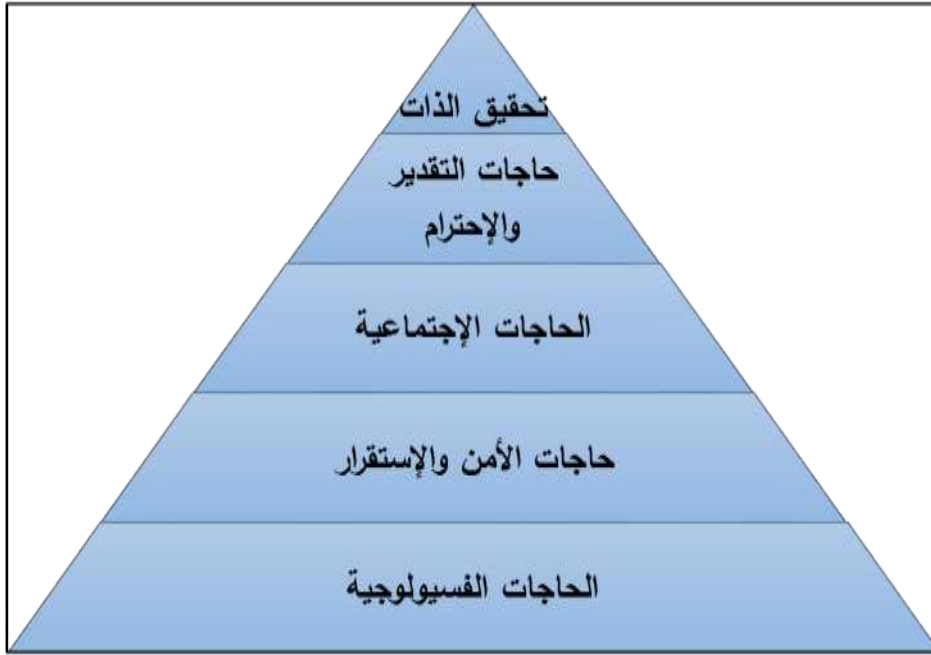 تحقيق الذات
حاجات التقدير
والإحترام
الحاجات الإجتماعية
حاجات الأمن والإستقرار
الحاجات الفسيولوجية